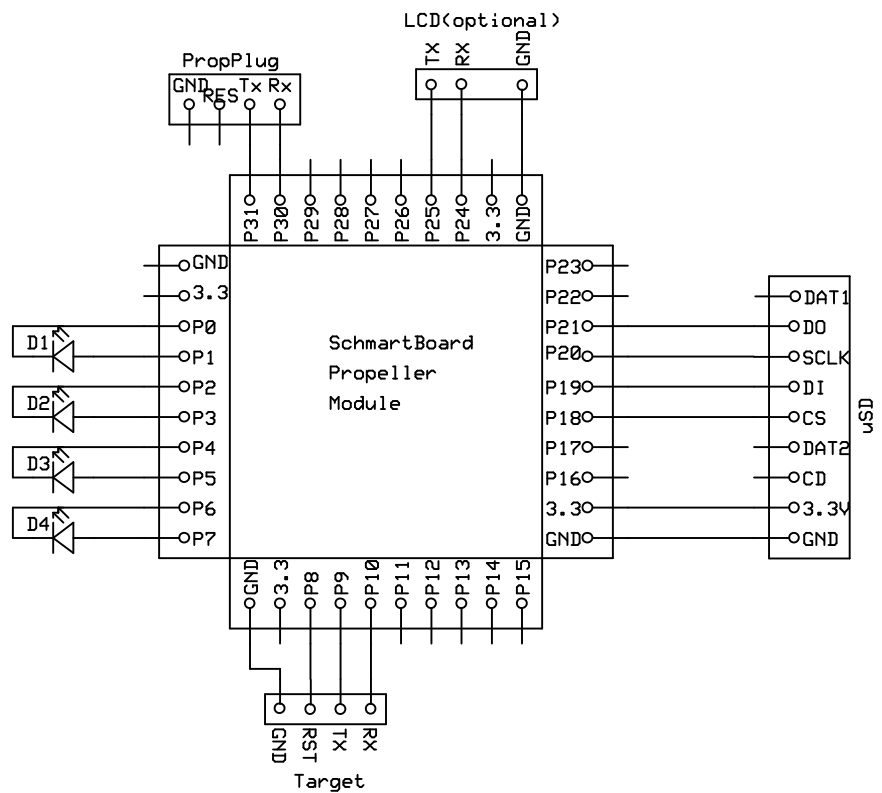 LCD(optional)
TX
RX
GND
PropPlug
GND
RES
Tx
Rx
P31
P30
P29
P28
P27
P26
P25
P24
3.3
GND
GND
3.3
P0
P1
P2
P3
P4
P5
P6
P7
D1
D2
D3
D4
SchmartBoard
Propeller
Module
P23
P22
P21
P20
P19
P18
P17
P16
3.3
GND
DAT1
DO
SCLK
DI
CS
DAT2
CD
3.3V
GND
uSD
GND
3.3
P8
P9
P10
P11
P12
P13
P14
P15
GND
RST
TX
RX
Target